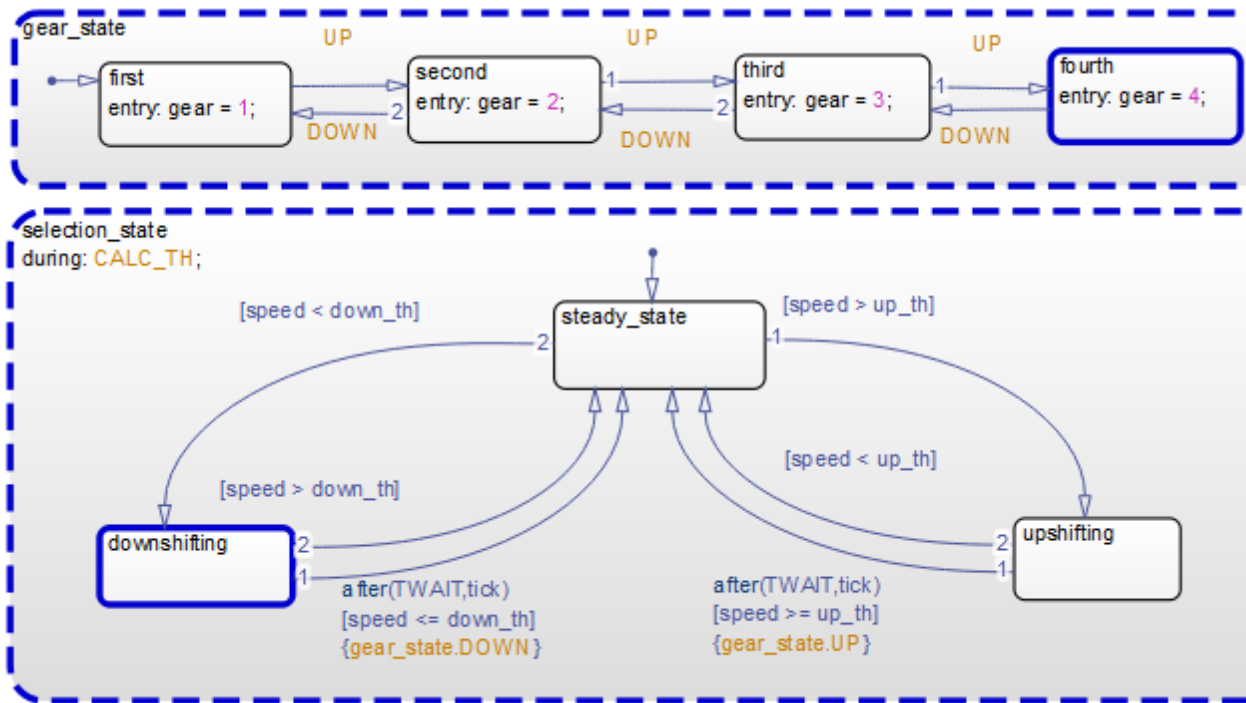 gear_state
UP
UP
UP
first
entry: gear = 1;
second
entry: gear = 2;
third
entry: gear = 3;
fourth
entry: gear = 4;
1
2
1
2
1
DOWN
DOWN
DOWN
selection_state
during: CALC_TH;
[speed < down_th]
steady_state
[speed > up_th]
2
1
[speed > down_th]
[speed < up_th]
downshifting
2
1
upshifting
2
1
after(TWAIT,tick)
[speed <= down_th]
{gear_state.DOWN}
after(TWAIT,tick)
[speed >= up_th]
{gear_state.UP}